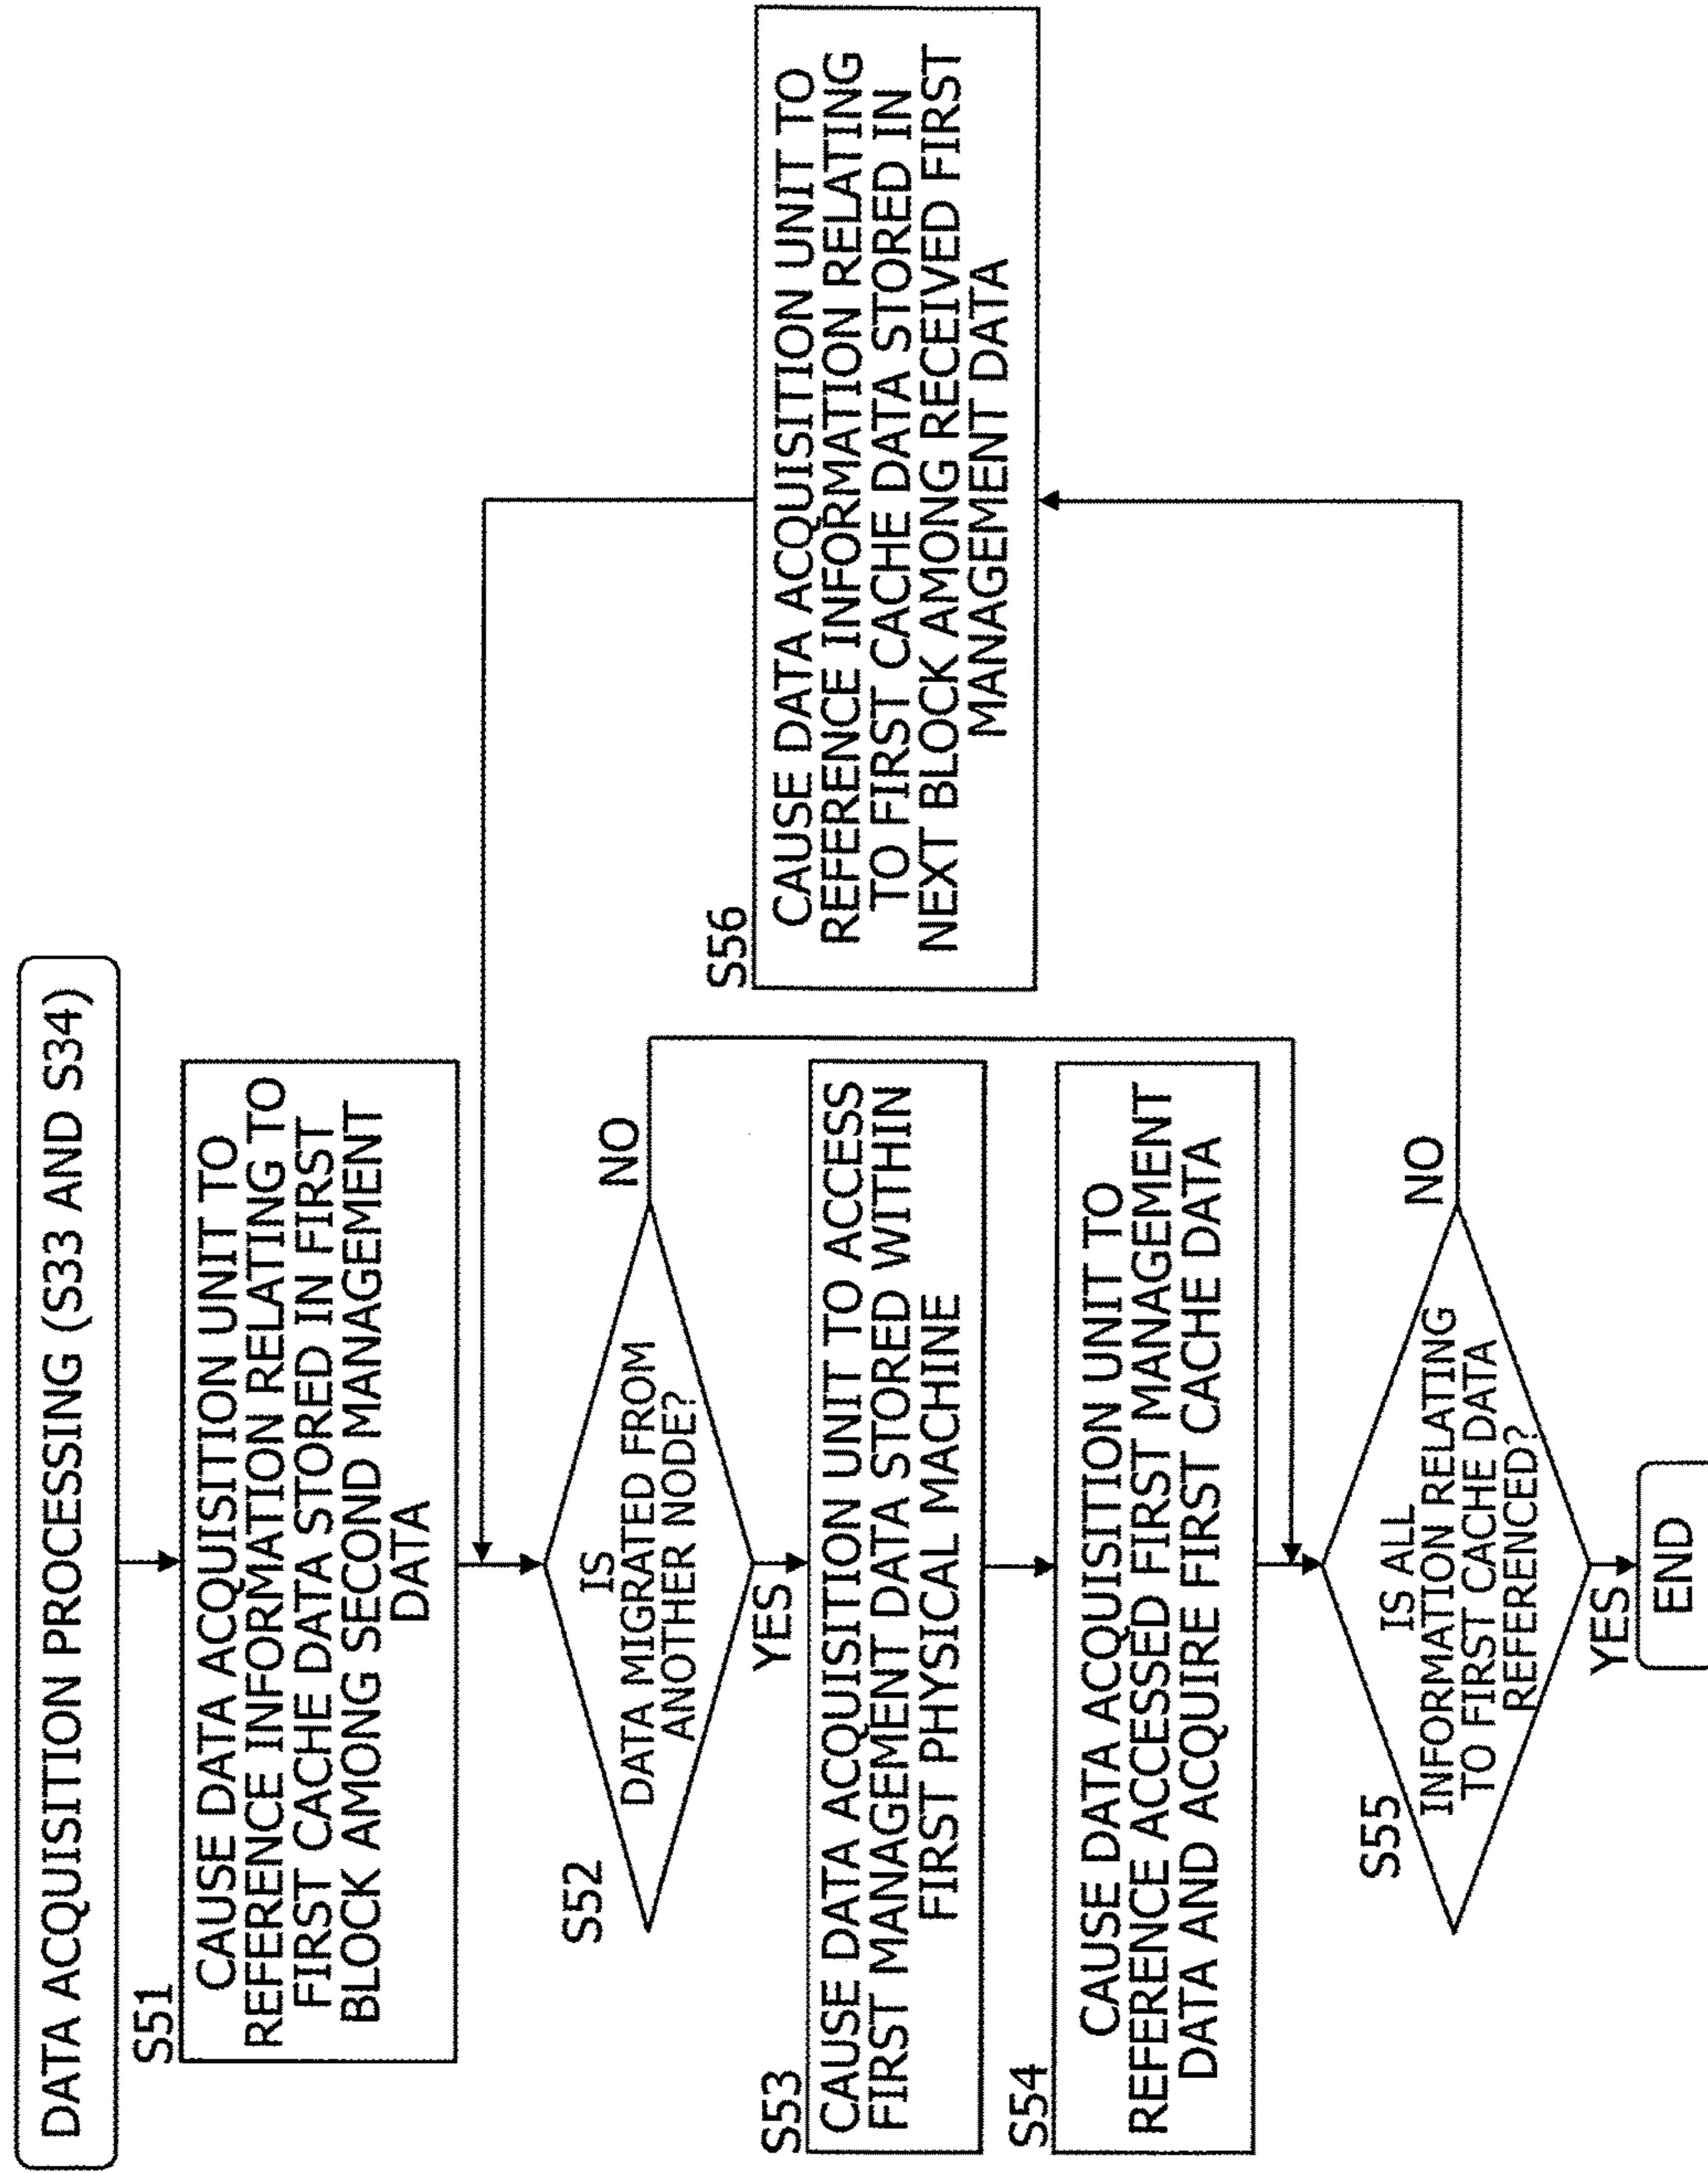 DATA ACQUISITION PROCESSING (S33 AND S34)
S51
CAUSE DATA ACQUISITION UNIT TO
REFERENCE INFORMATION RELATING TO
FIRST CACHE DATA STORED IN FIRST
BLOCK AMONG SECOND MANAGEMENT
DATA
S52
IS
DATA MIGRATED FROM
ANOTHER NODE?
NO
YES
S53
CAUSE DATA ACQUISITION UNIT TO ACCESS
FIRST MANAGEMENT DATA STORED WITHIN
FIRST PHYSICAL MACHINE
S54
CAUSE DATA ACQUISITION UNIT TO
REFERENCE ACCESSED FIRST MANAGEMENT
DATA AND ACQUIRE FIRST CACHE DATA
S55
IS ALL
INFORMATION RELATING
TO FIRST CACHE DATA
REFERENCED?
NO
YES
END
S56
CAUSE DATA ACQUISITION UNIT TO
REFERENCE INFORMATION RELATING
TO FIRST CACHE DATA STORED IN
NEXT BLOCK AMONG RECEIVED FIRST
MANAGEMENT DATA